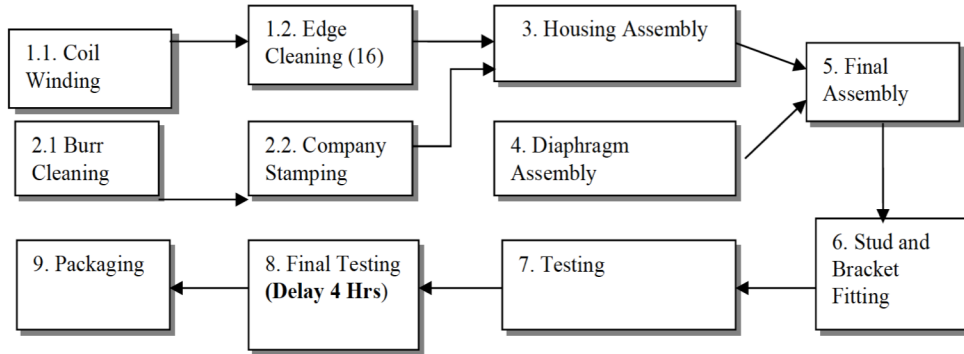 1.1. Coil
Winding
1.2. Edge
Cleaning (16)
3. Housing Assembly
5. Final
Assembly
2.1 Burr
Cleaning
2.2. Company
Stamping
4. Diaphragm
Assembly
9. Packaging
8. Final Testing
(Delay 4 Hrs)
7. Testing
6. Stud and
Bracket
Fitting